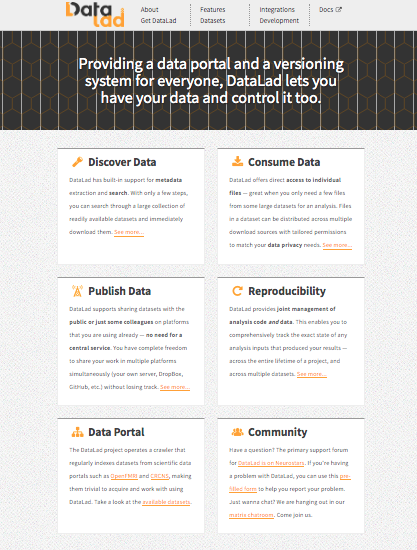 Data
lad
About
Get DataLad
Features
Datasets
Integrations
Development
Docs
Providing a data portal and a versioning
system for everyone, DataLad lets you
have your data and control it too.
Discover Data
DataLad has built-in support for metadata
extraction and search. With only a few steps,
you can search through a large collection of
readily available datasets and immediately
download them. See more...
Consume Data
DataLad offers direct access to individual
files — great when you only need a few files
from some large datasets for an analysis. Files
in a dataset can be distributed across multiple
download sources with tailored permissions
to match your data privacy needs. See more...
Publish Data
DataLad supports sharing datasets with the
public or just some colleagues on platforms
that you are using already — no need for a
central service. You have complete freedom
to share your work in multiple platforms
simultaneously (your own server, DropBox,
GitHub, etc.) without losing track. See more...
Reproducibility
DataLad provides joint management of
analysis code and data. This enables you to
comprehensively track the exact state of any
analysis inputs that produced your results —
across the entire lifetime of a project, and
across multiple datasets. See more...
Data Portal
The DataLad project operates a crawler that
regularly indexes datasets from scientific data
portals such as OpenFMRI and CRCNS, making
them trivial to acquire and work with using
DataLad. Take a look at the available datasets.
Community
Have a question? The primary support forum
for DataLad is on Neurostars. If you're having
a problem with DataLad, you can use this pre-
filled form to help you report your problem.
Just wanna chat? We are hanging out in our
matrix chatroom. Come join us.